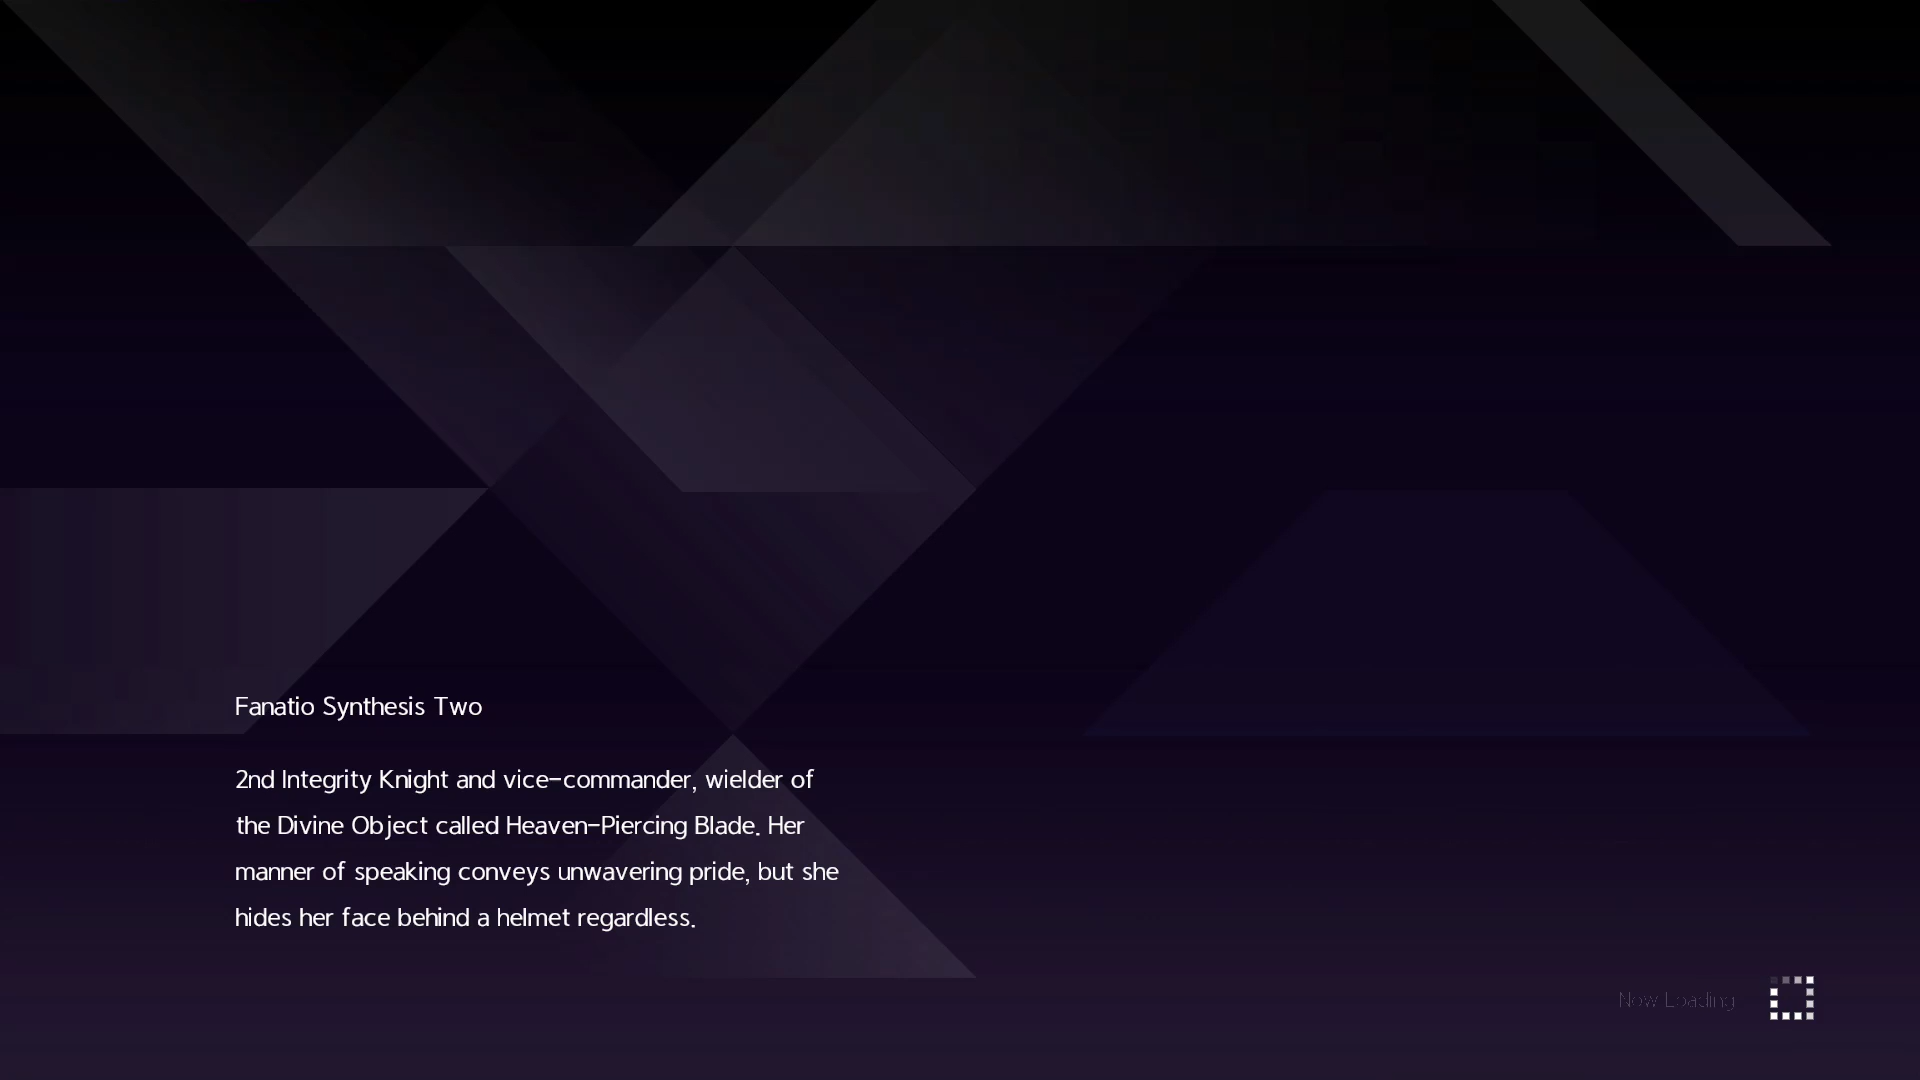 Fanatio Synthesis Two
2nd Integrity Knight and vice-commander, wielder of
the Divine Object called Heaven-Piercing Blade. Her
manner of speaking conveys unwavering pride, but she
hides her face behind a helmet regardless.
Now Loading